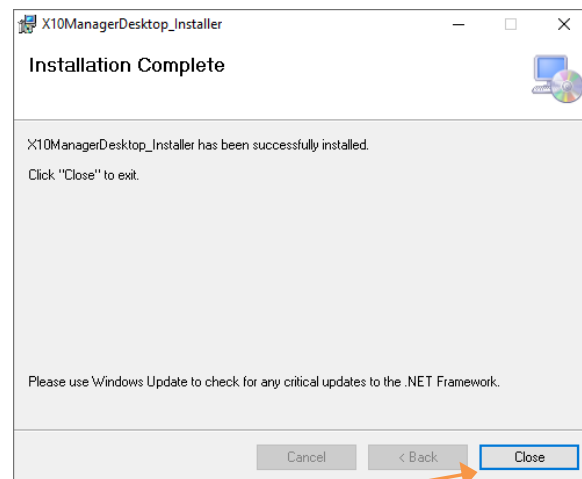 X10ManagerDesktop_Installer
Installation Complete
X10ManagerDesktop_Installer has been successfully installed.
Click "Close" to exit.
Please use Windows Update to check for any critical updates to the .NET Framework.
Cancel
< Back
Close